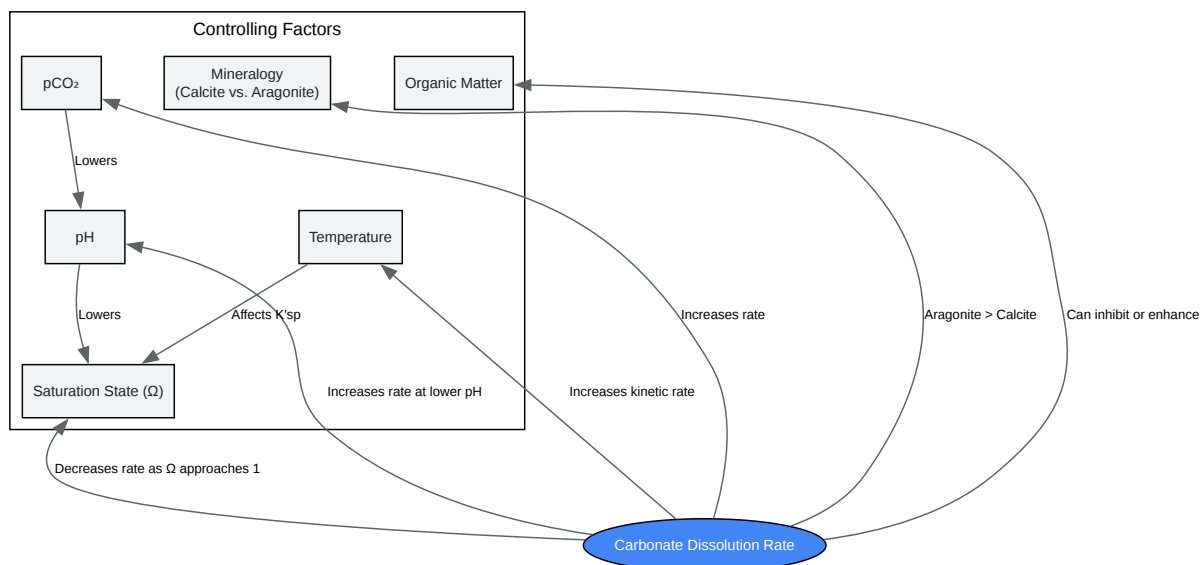 Controlling Factors
pCO₂
Mineralogy
(Calcite vs. Aragonite)
Organic Matter
Lowers
pH
Temperature
Lowers
Affects K'sp
Increases rate
Aragonite > Calcite
Can inhibit or enhance
Saturation State (Ω)
Increases rate at lower pH
Increases kinetic rate
Decreases rate as Ω approaches 1
Carbonate Dissolution Rate